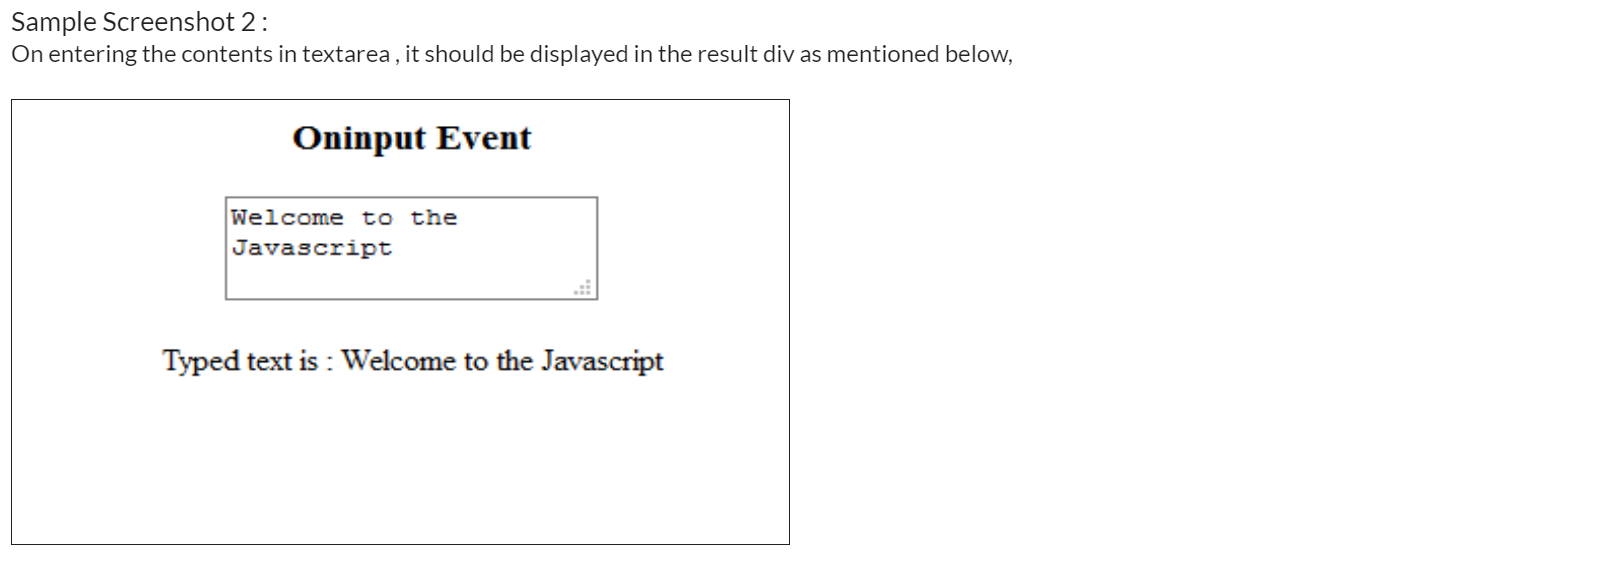 Sample Screenshot 2 :
On entering the contents in textarea , it should be displayed in the result div as mentioned below,
Oninput Event
Welcome to the
Javascript
Typed text is : Welcome to the Javascript